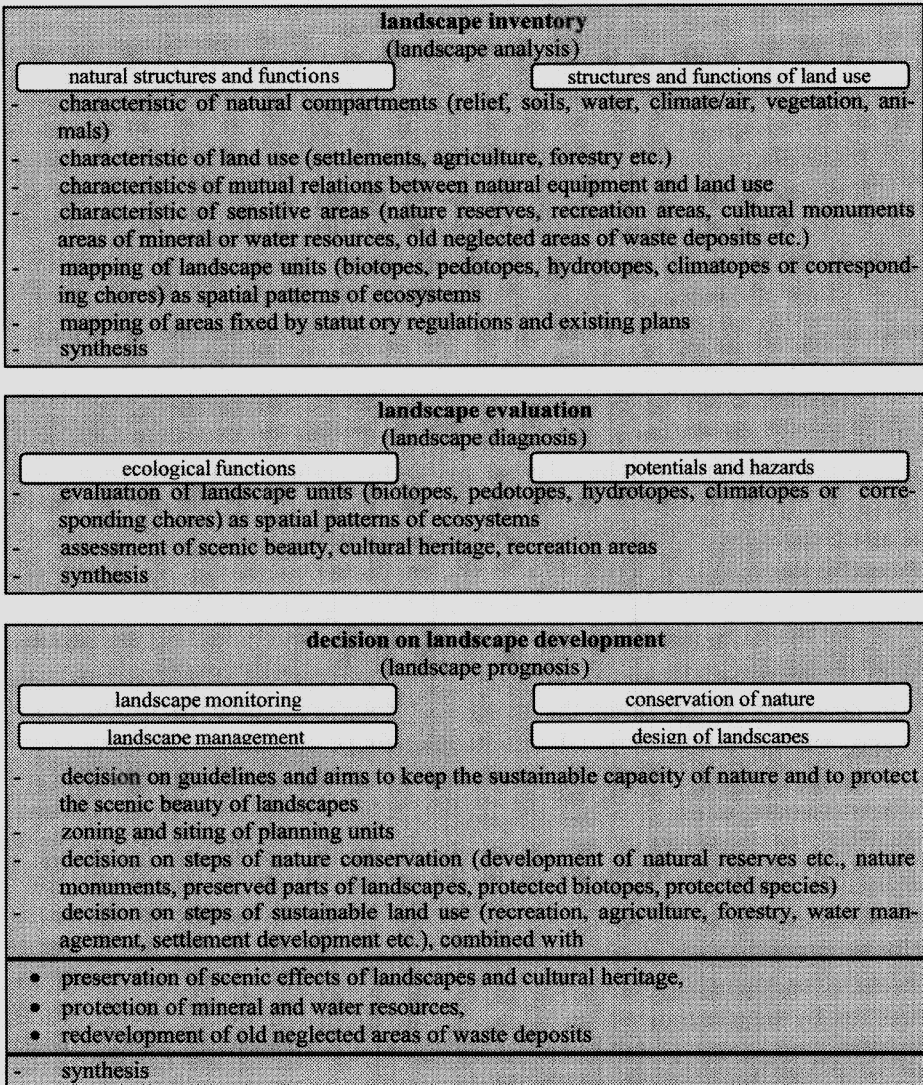 landscape inventory
(landscape analysis)
natural structures and functions
structures and functions of land use
- characteristic of natural compartments (relief, soils, water, climate/air, vegetation, ani-
mals)
- characteristic of land use (settlements, agriculture, forestry etc.)
- characteristics of mutual relations between natural equipment and land use
- characteristic of sensitive areas (nature reserves, recreation areas, cultural monuments
areas of mineral or water resources, old neglected areas of waste deposits etc.)
- mapping of landscape units (biotopes, pedotopes, hydrotopes, climatopes or correspond-
ing chores) as spatial patterns of ecosystems
- mapping of areas fixed by statutory regulations and existing plans
- synthesis
landscape evaluation
(landscape diagnosis)
ecological functions
potentials and hazards
- evaluation of landscape units (biotopes, pedotopes, hydrotopes, climatopes or corre-
sponding chores) as spatial patterns of ecosystems
- assessment of scenic beauty, cultural heritage, recreation areas
- synthesis
decision on landscape development
(landscape prognosis)
landscape monitoring
conservation of nature
landscape management
design of landscapes
- decision on guidelines and aims to keep the sustainable capacity of nature and to protect
the scenic beauty of landscapes
- zoning and siting of planning units
- decision on steps of nature conservation (development of natural reserves etc., nature
monuments, preserved parts of landscapes, protected biotopes, protected species)
- decision on steps of sustainable land use (recreation, agriculture, forestry, water man-
agement, settlement development etc.), combined with
• preservation of scenic effects of landscapes and cultural heritage,
• protection of mineral and water resources,
• redevelopment of old neglected areas of waste deposits
- synthesis